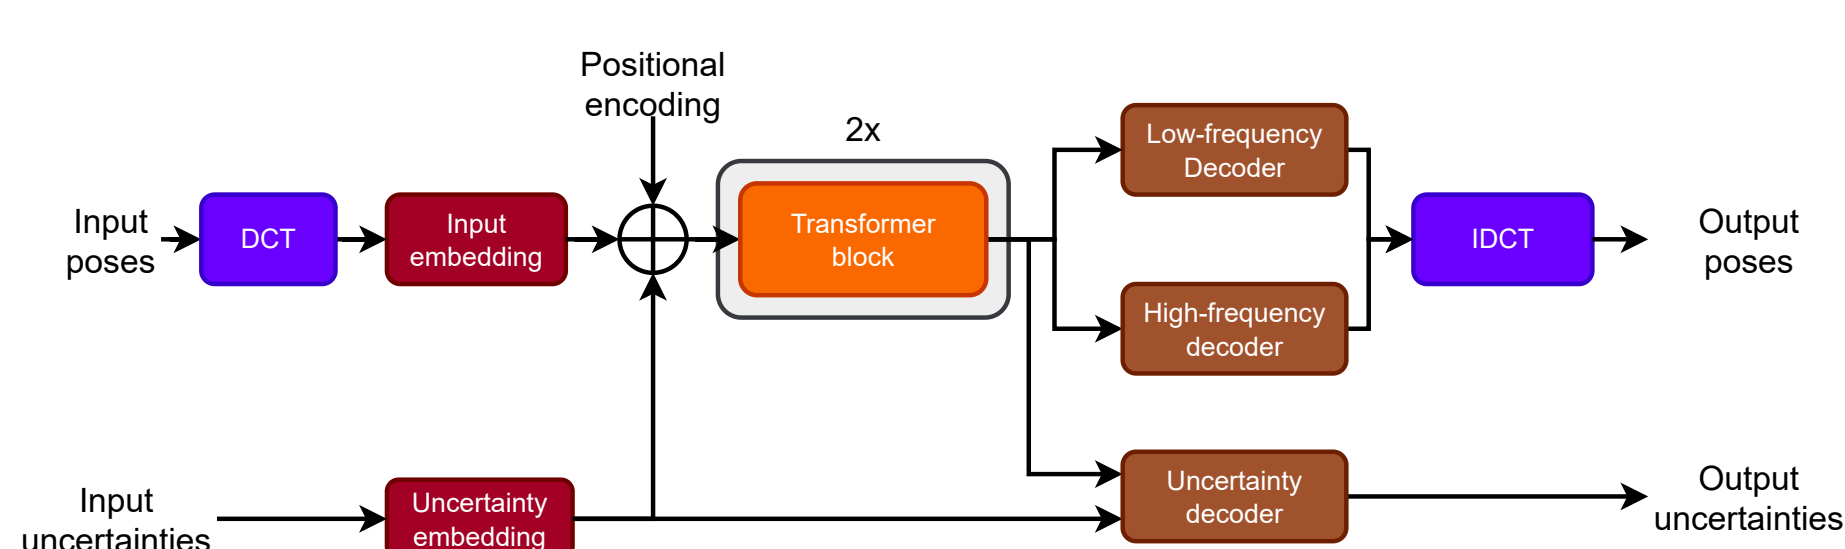 Positional
encoding
2x
Input
poses
DCT
Input
embedding
Transformer
block
Low-frequency
Decoder
High-frequency
decoder
IDCT
Output
poses
Input
uncertainties
Uncertainty
embedding
Uncertainty
decoder
Output
uncertainties